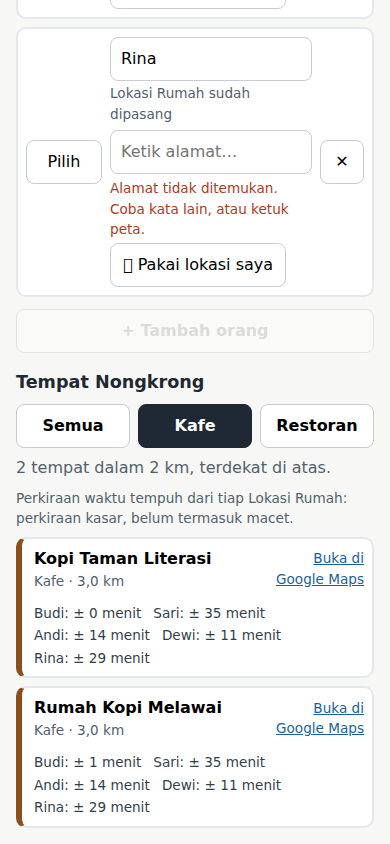 Rina
Lokasi Rumah sudah
dipasang
Pilih
Ketik alamat...
✕
Alamat tidak ditemukan.
Coba kata lain, atau ketuk
peta.
Pakai lokasi saya
+ Tambah orang
Tempat Nongkrong
Semua
Kafe
Restoran
2 tempat dalam 2 km, terdekat di atas.
Perkiraan waktu tempuh dari tiap Lokasi Rumah:
perkiraan kasar, belum termasuk macet.
Kopi Taman Literasi
Buka di
Google Maps
Kafe · 3,0 km
Budi: ± 0 menit Sari: ± 35 menit
Andi: ± 14 menit Dewi: ± 11 menit
Rina: ± 29 menit
Rumah Kopi Melawai
Buka di
Google Maps
Kafe · 3,0 km
Budi: ± 1 menit Sari: ± 35 menit
Andi: ± 14 menit Dewi: ± 11 menit
Rina: ± 29 menit